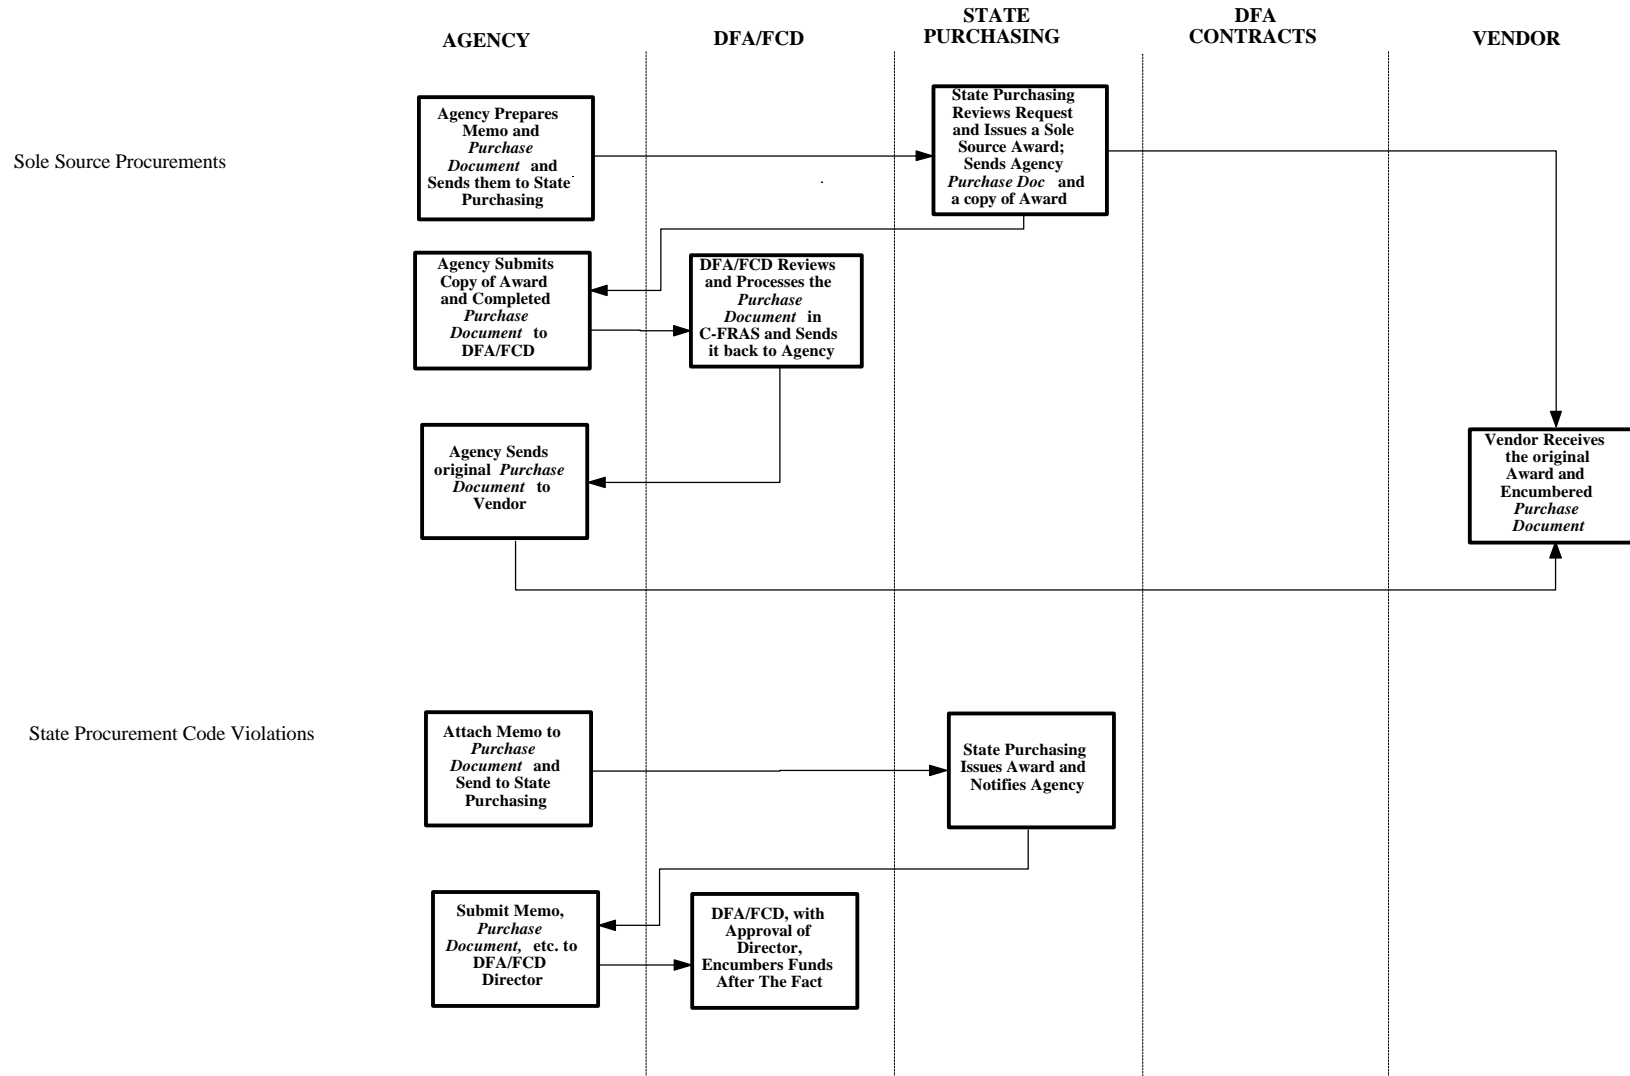 STATE
PURCHASING
DFA
CONTRACTS
AGENCY
DFA/FCD
VENDOR
Sole Source Procurements
Agency Prepares
Memo and
Purchase
Document and
Sends them to State
Purchasing
State Purchasing
Reviews Request
and Issues a Sole
Source Award;
Sends Agency
Purchase Doc and
a copy of Award
Agency Submits
Copy of Award
and Completed
Purchase
Document to
DFA/FCD
DFA/FCD Reviews
and Processes the
Purchase
Document in
C-FRAS and Sends
it back to Agency
Agency Sends
original Purchase
Document to
Vendor
Vendor Receives
the original
Award and
Encumbered
Purchase
Document
State Procurement Code Violations
Attach Memo to
Purchase
Document and
Send to State
Purchasing
State Purchasing
Issues Award and
Notifies Agency
Submit Memo,
Purchase
Document, etc. to
DFA/FCD
Director
DFA/FCD, with
Approval of
Director,
Encumbers Funds
After The Fact